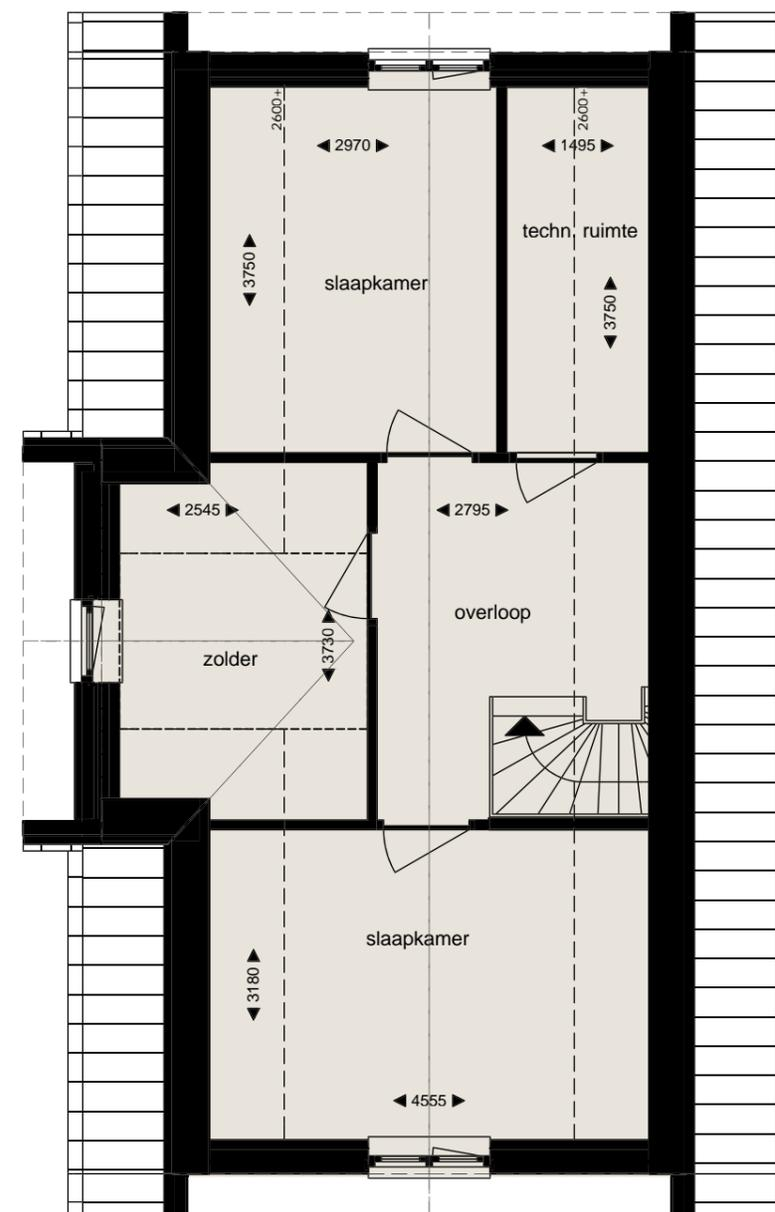 2600+
2600+
2970
1495
techn. ruimte
3750
slaapkamer
3750
2545
2795
overloop
3730
zolder
slaapkamer
3180
4555